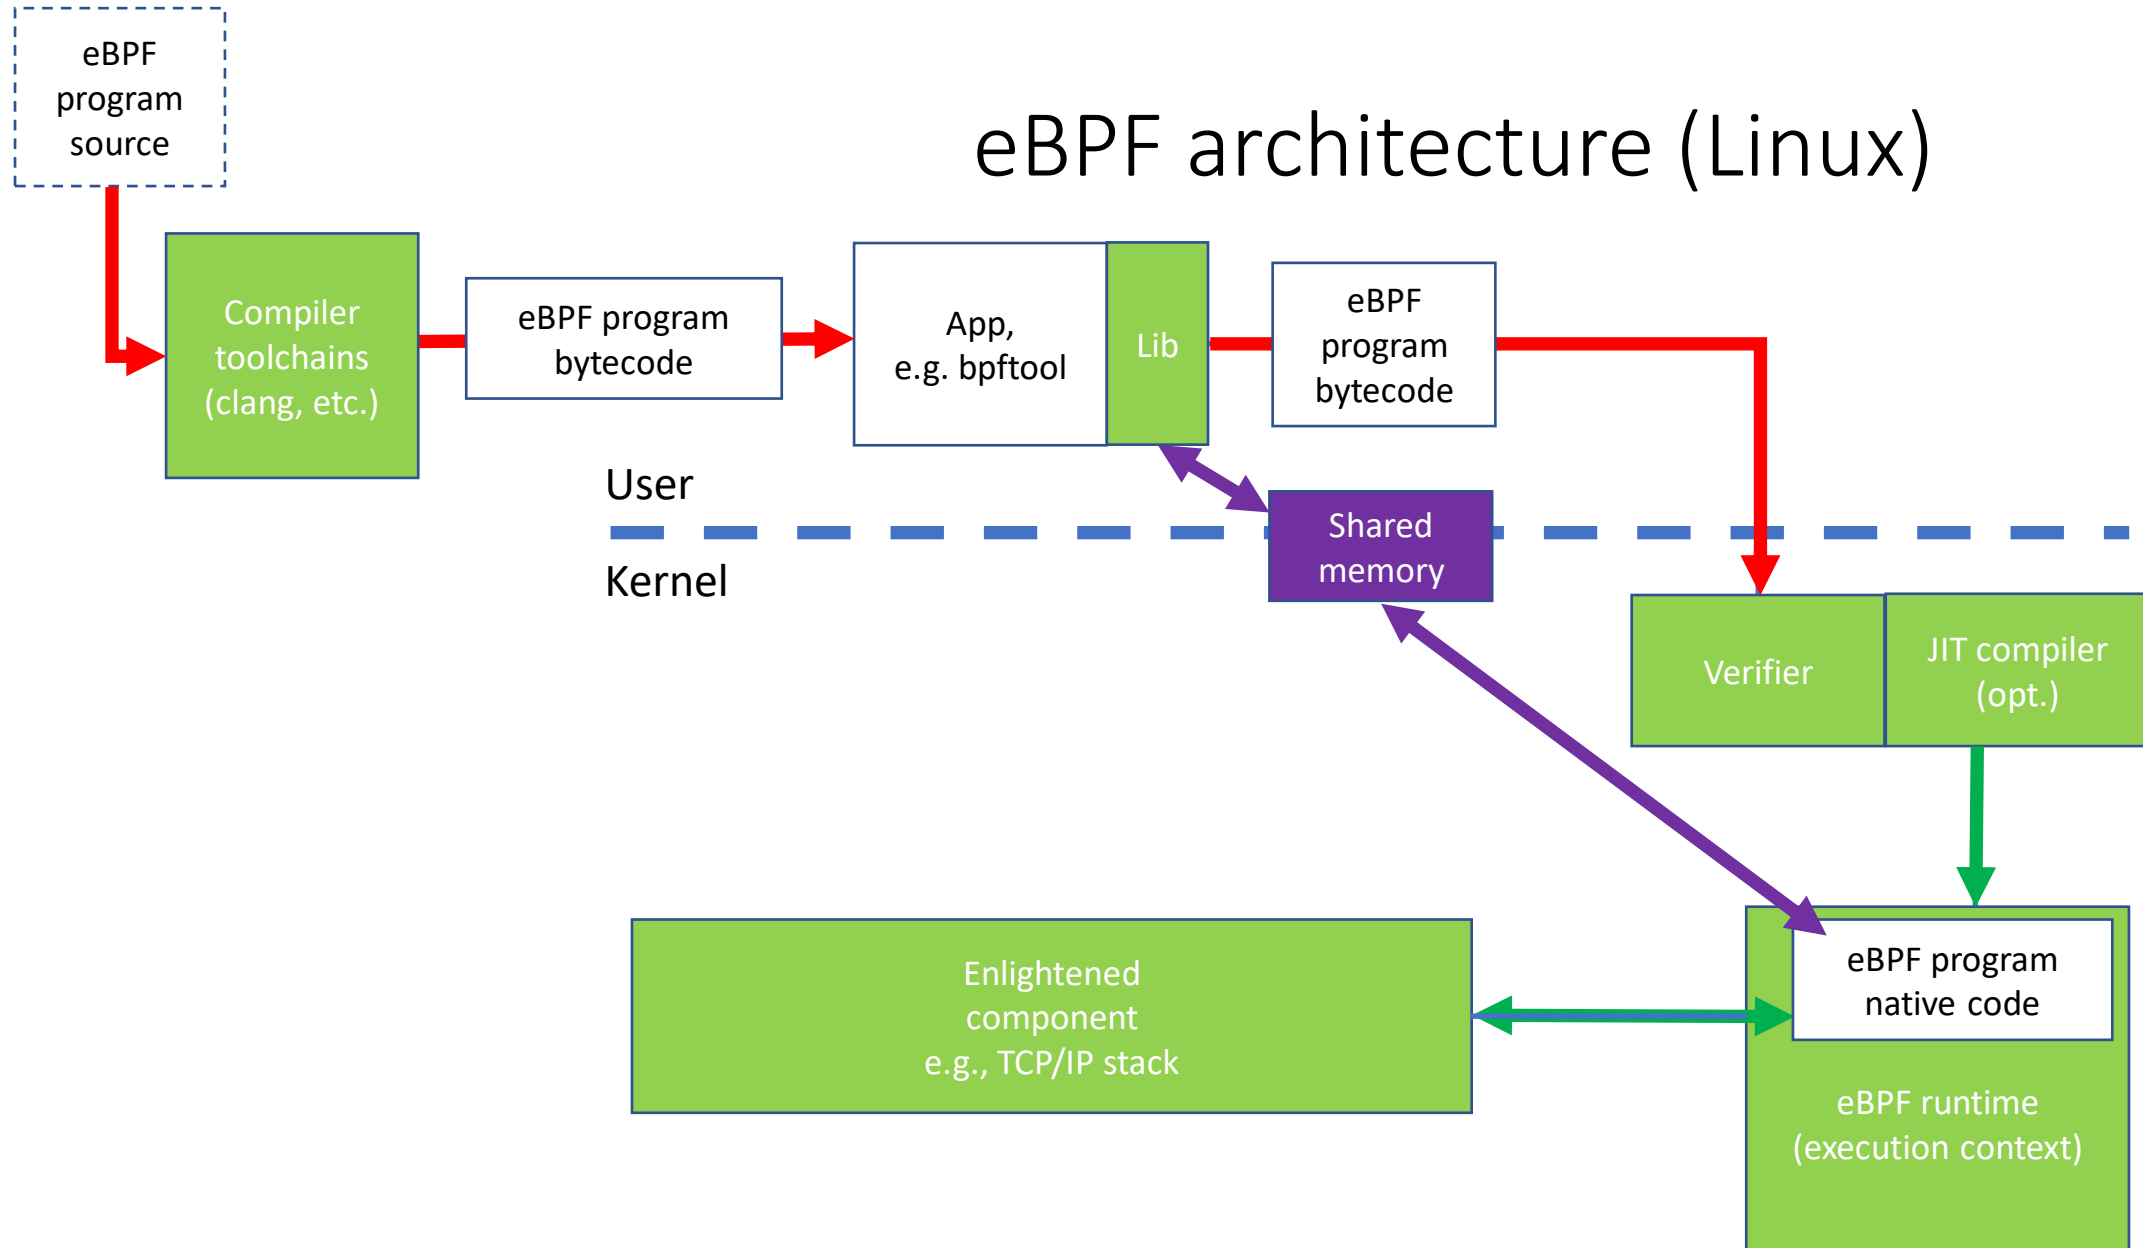 eBPF
program
source
eBPF architecture (Linux)
Compiler
toolchains
(clang, etc.)
eBPF program
bytecode
App,
e.g. bpftool
Lib
eBPF
program
bytecode
User
Kernel
Shared
memory
Verifier
JIT compiler
(opt.)
Enlightened
component
e.g., TCP/IP stack
eBPF program
native code
eBPF runtime
(execution context)